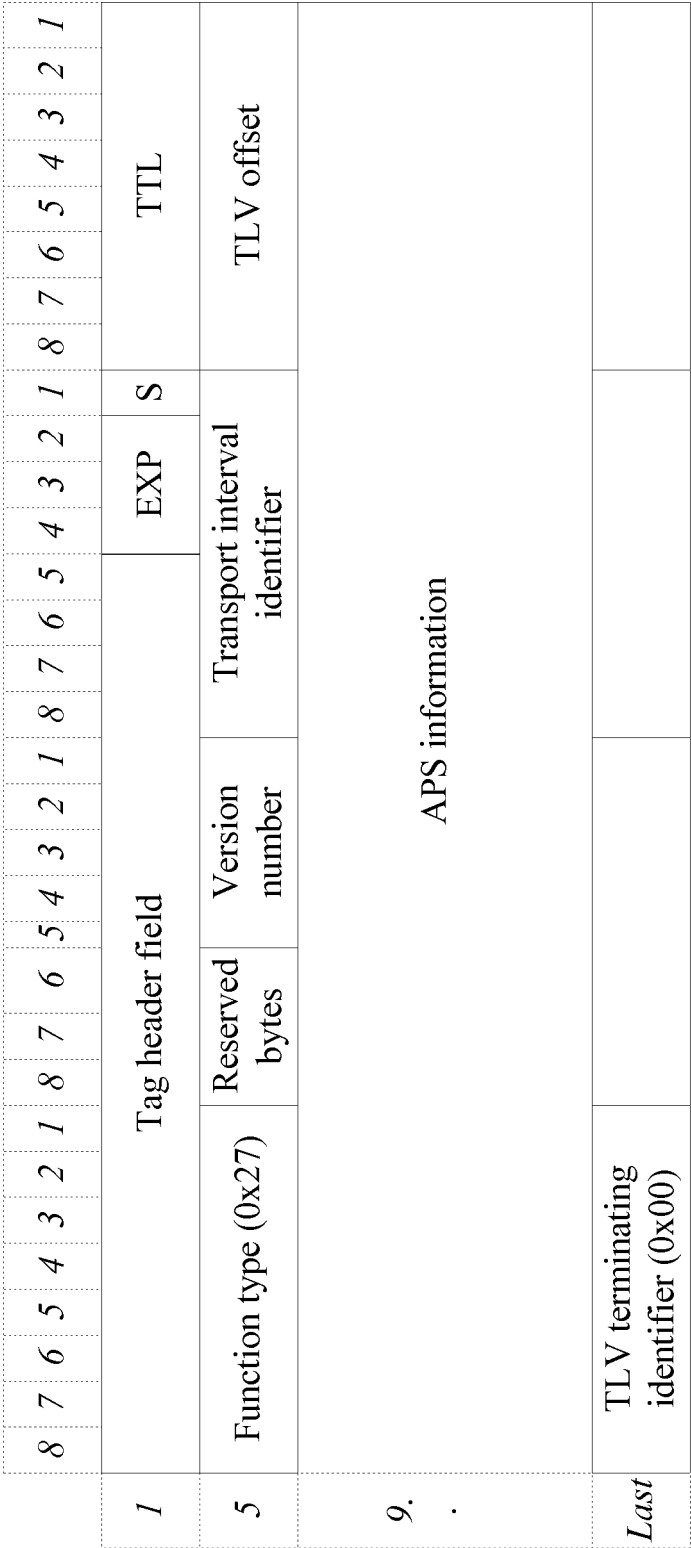 8 7 6 5 4 3 2 1 8 7 6 5 4 3 2 1 8 7 6 5 4 3 2 1 8 7 6 5 4 3 2 1
1 Tag header field EXP S TTL
5 Function type (0x27) Reserved bytes Version number Transport interval identifier TLV offset
9. APS information
.
Last TLV terminating identifier (0x00)